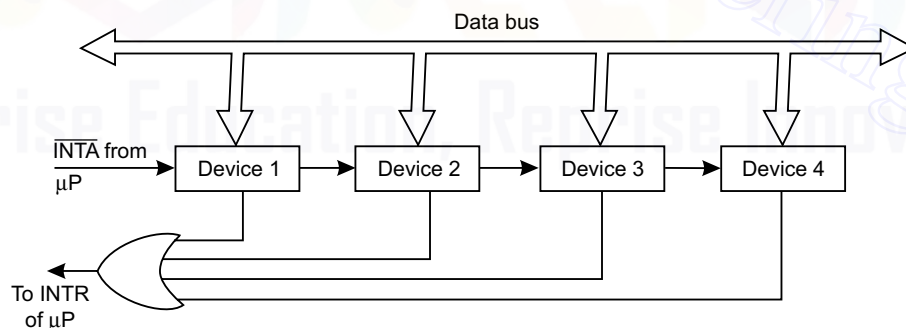 Data bus
INTA from
μP
Device 1
Device 2
Device 3
Device 4
To INTR
of μP